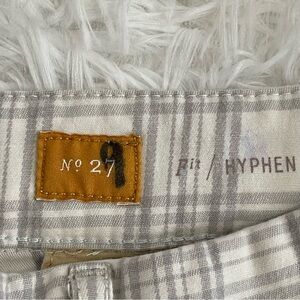 Nº 27
Fit / HYPHEN